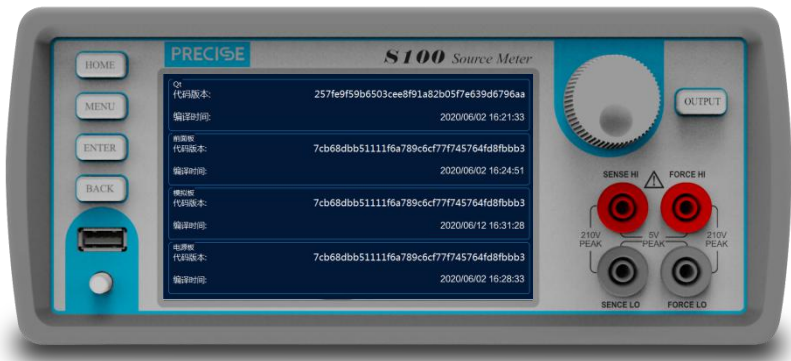 PRECISE
S100 Source Meter
HOME
MENU
ENTER
BACK
Qt
代码版本: 257fe9f59b6503cee8f91a82b05f7e639d6796aa
编译时间: 2020/06/02 16:21:33
前面板
代码版本: 7cb68dbb51111f6a789c6cf77f745764fd8fbbb3
编译时间: 2020/06/02 16:24:51
模拟板
代码版本: 7cb68dbb51111f6a789c6cf77f745764fd8fbbb3
编译时间: 2020/06/12 16:31:28
电源板
代码版本: 7cb68dbb51111f6a789c6cf77f745764fd8fbbb3
编译时间: 2020/06/02 16:28:33
OUTPUT
SENSE HI
FORCE HI
210V
PEAK
5V
PEAK
210V
PEAK
SENCE LO
FORCE LO